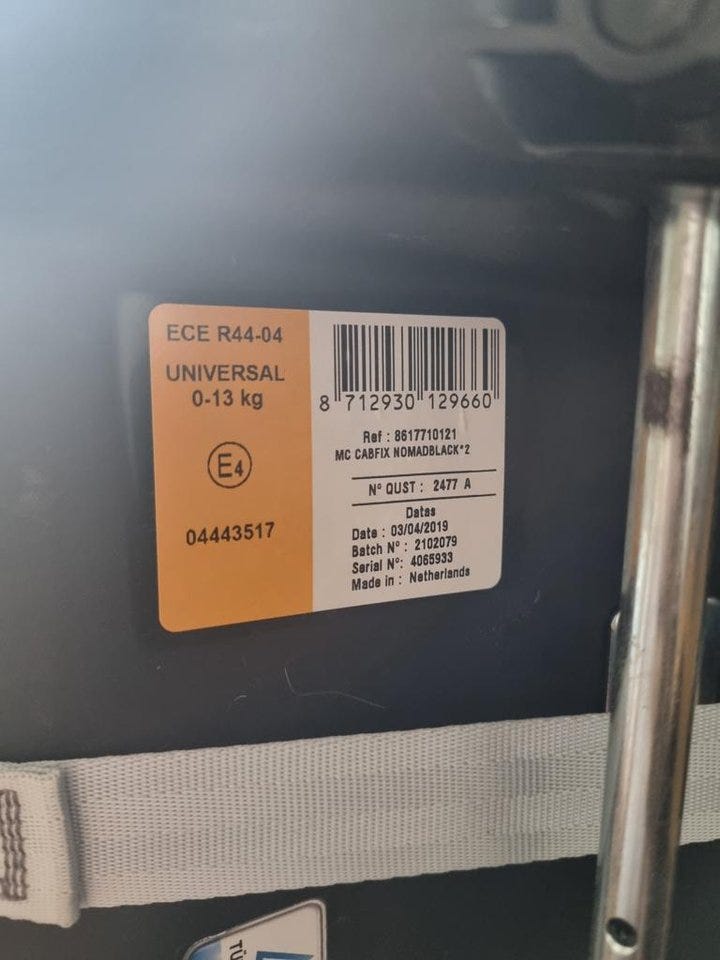 ECE R44-04
UNIVERSAL
0-13 kg
E4
04443517
8 712930 129660
Ref : 8617710121
MC CABFIX NOMADBLACK*2
N° QUST : 2477 A
Datas
Date : 03/04/2019
Batch N° : 2102079
Serial N°: 4065933
Made in : Netherlands